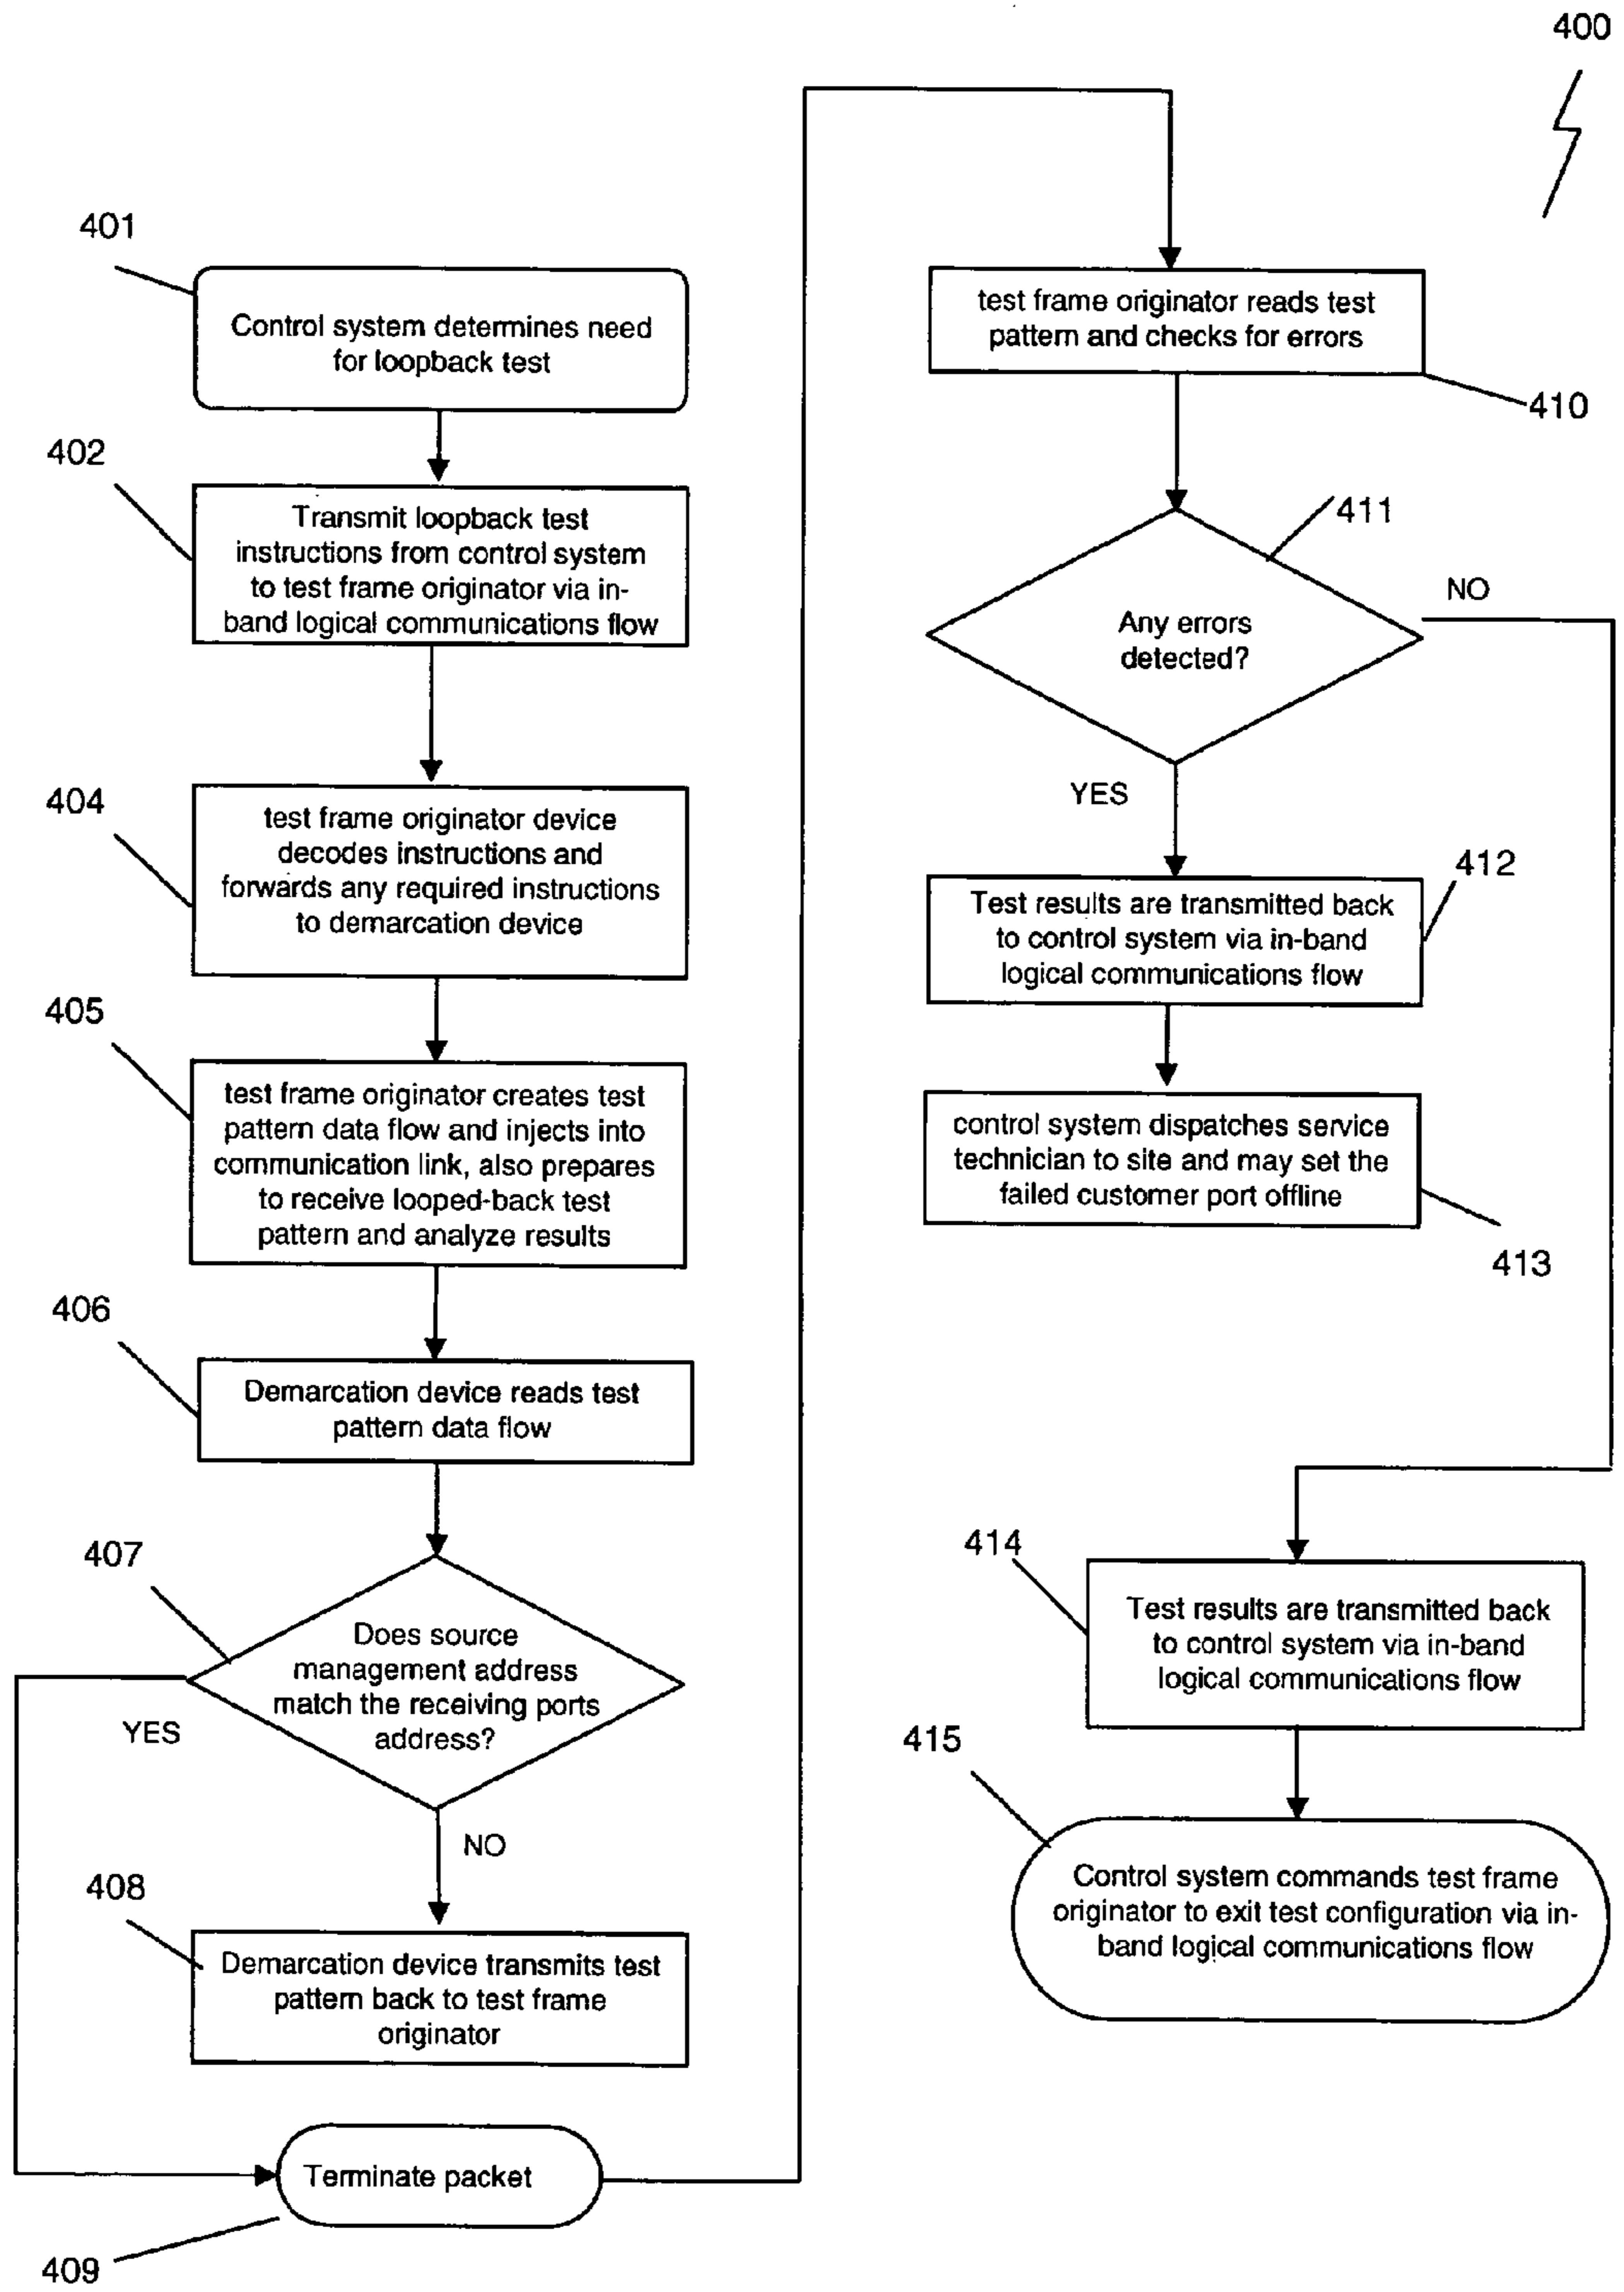 400
401
Control system determines need
for loopback test
402
Transmit loopback test
instructions from control system
to test frame originator via in-
band logical communications flow
404
test frame originator device
decodes instructions and
forwards any required instructions
to demarcation device
405
test frame originator creates test
pattern data flow and injects into
communication link, also prepares
to receive looped-back test
pattern and analyze results
406
Demarcation device reads test
pattern data flow
407
Does source
management address
match the receiving ports
address?
YES
NO
408
Demarcation device transmits test
pattern back to test frame
originator
Terminate packet
409
test frame originator reads test
pattern and checks for errors
410
411
Any errors
detected?
NO
YES
412
Test results are transmitted back
to control system via in-band
logical communications flow
control system dispatches service
technician to site and may set the
failed customer port offline
413
414
Test results are transmitted back
to control system via in-band
logical communications flow
415
Control system commands test frame
originator to exit test configuration via in-
band logical communications flow